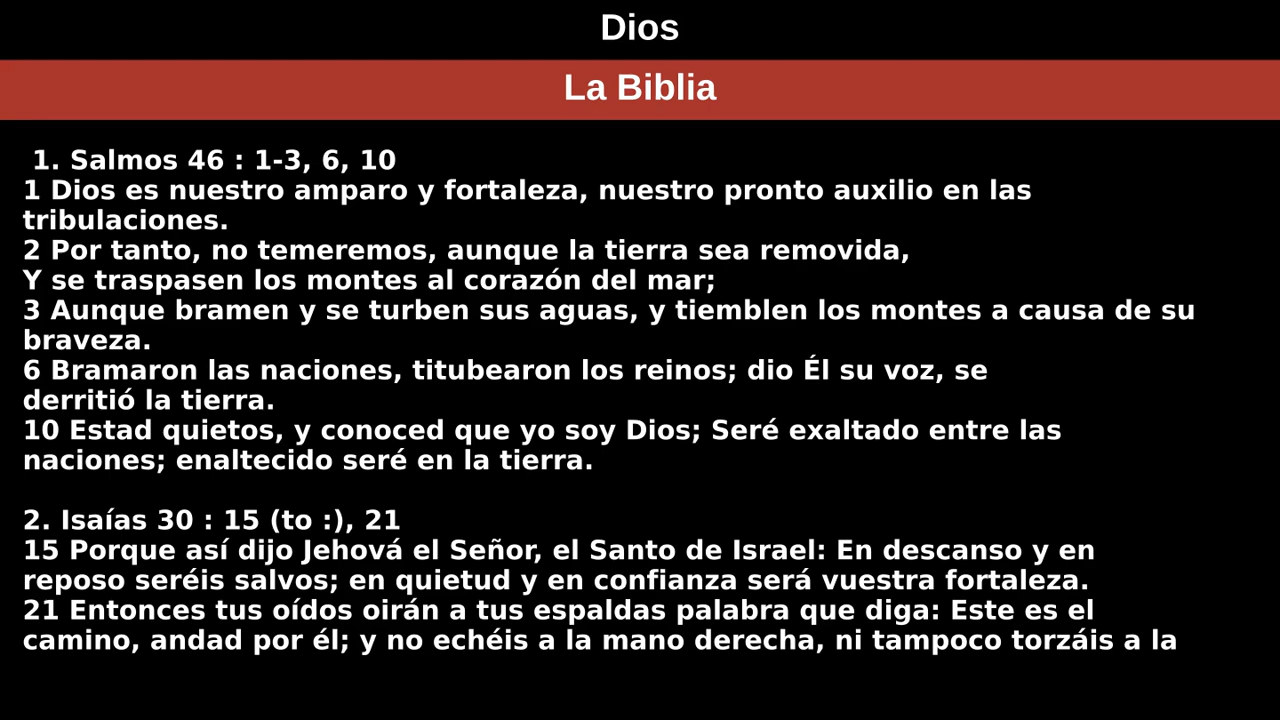 Dios
La Biblia
1. Salmos 46 : 1-3, 6, 10
1 Dios es nuestro amparo y fortaleza, nuestro pronto auxilio en las
tribulaciones.
2 Por tanto, no temeremos, aunque la tierra sea removida,
Y se traspasen los montes al corazón del mar;
3 Aunque bramen y se turben sus aguas, y tiemblen los montes a causa de su
braveza.
6 Bramaron las naciones, titubearon los reinos; dio Él su voz, se
derritió la tierra.
10 Estad quietos, y conoced que yo soy Dios; Seré exaltado entre las
naciones; enaltecido seré en la tierra.
2. Isaías 30 : 15 (to :), 21
15 Porque así dijo Jehová el Señor, el Santo de Israel: En descanso y en
reposo seréis salvos; en quietud y en confianza será vuestra fortaleza.
21 Entonces tus oídos oirán a tus espaldas palabra que diga: Este es el
camino, andad por él; y no echéis a la mano derecha, ni tampoco torzáis a la